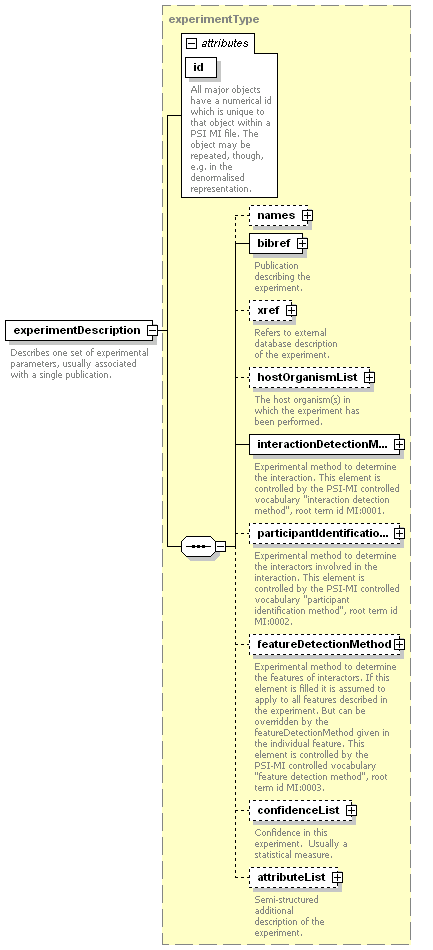 experimentType
attributes
id
All major objects
have a numerical id
which is unique to
that object within a
PSI MI file. The
object may be
repeated, though,
e.g. in the
denormalised
representation.
names
bibref
Publication
describing the
experiment.
xref
Refers to external
database description
of the experiment.
experimentDescription
Describes one set of experimental
parameters, usually associated
with a single publication.
hostOrganismList
The host organism(s) in
which the experiment has
been performed.
interactionDetectionM...
Experimental method to determine
the interaction. This element is
controlled by the PSI-MI controlled
vocabulary "interaction detection
method", root term id MI:0001.
participantIdentificatio...
Experimental method to determine
the interactors involved in the
interaction. This element is
controlled by the PSI-MI controlled
vocabulary "participant
identification method", root term id
MI:0002.
featureDetectionMethod
Experimental method to determine
the features of interactors. If this
element is filled it is assumed to
apply to all features described in
the experiment. But can be
overridden by the
featureDetectionMethod given in
the individual feature. This
element is controlled by the
PSI-MI controlled vocabulary
"feature detection method", root
term id MI:0003.
confidenceList
Confidence in this
experiment. Usually a
statistical measure.
attributeList
Semi-structured
additional
description of the
experiment.